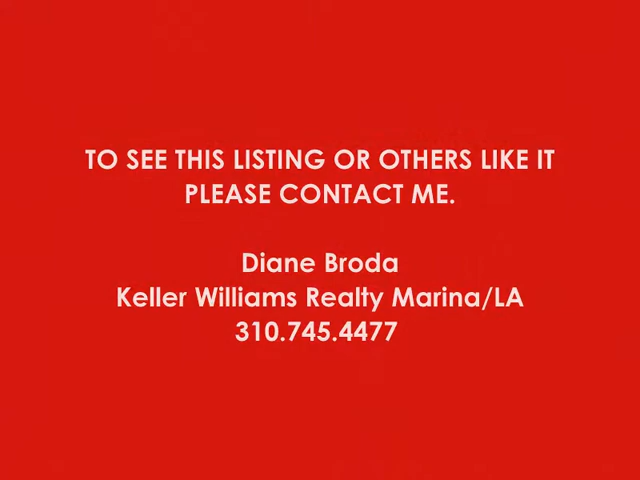 TO SEE THIS LISTING OR OTHERS LIKE IT
PLEASE CONTACT ME.
Diane Broda
Keller Williams Realty Marina/LA
310.745.4477